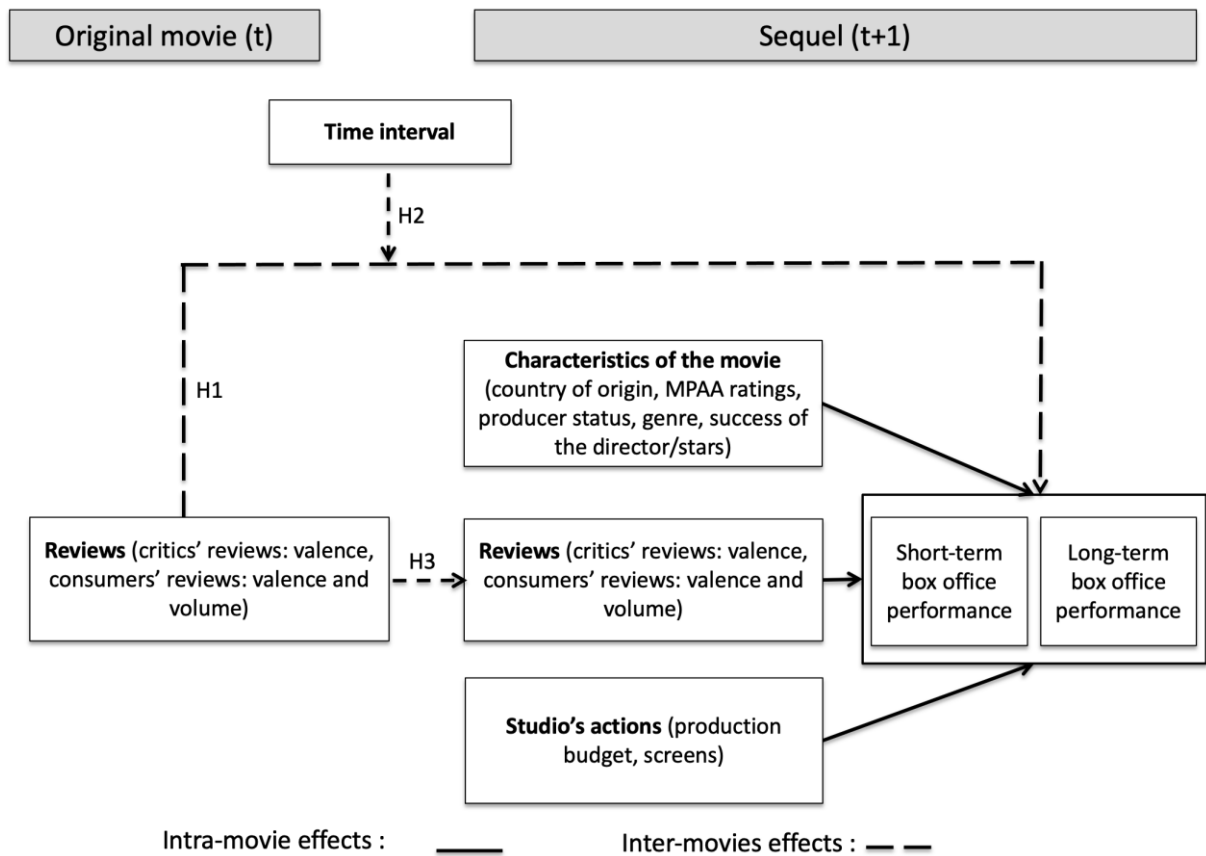 Original movie (t)
Sequel (t+1)
Time interval
H2
H1
Characteristics of the movie
(country of origin, MPAA ratings,
producer status, genre, success of
the director/stars)
Reviews (critics’ reviews: valence,
consumers’ reviews: valence and
volume)
H3
Reviews (critics’ reviews: valence,
consumers’ reviews: valence and
volume)
Short-term
box office
performance
Long-term
box office
performance
Studio’s actions (production
budget, screens)
Intra-movie effects :
Inter-movies effects :